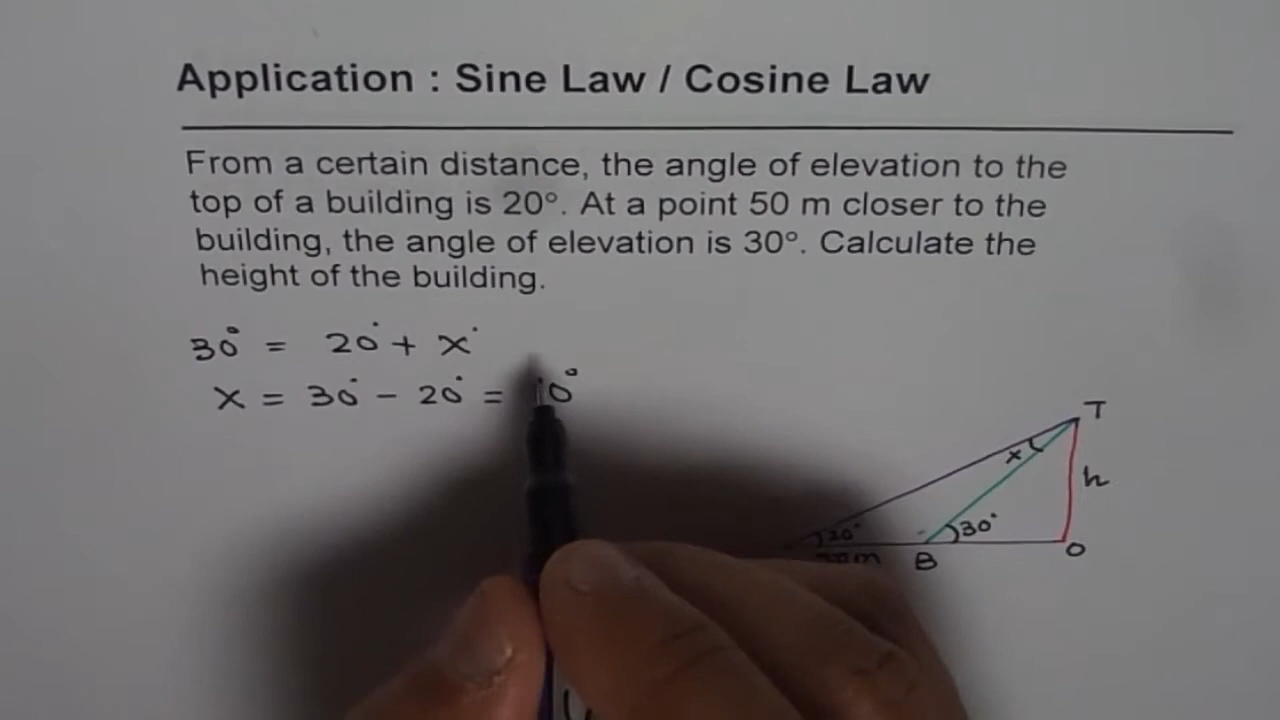 Application : Sine Law / Cosine Law
From a certain distance, the angle of elevation to the
top of a building is 20°. At a point 50 m closer to the
building, the angle of elevation is 30°. Calculate the
height of the building.
30° = 20° + x°
x = 30° - 20° = 10°
T
x
h
20°
30°
B
O